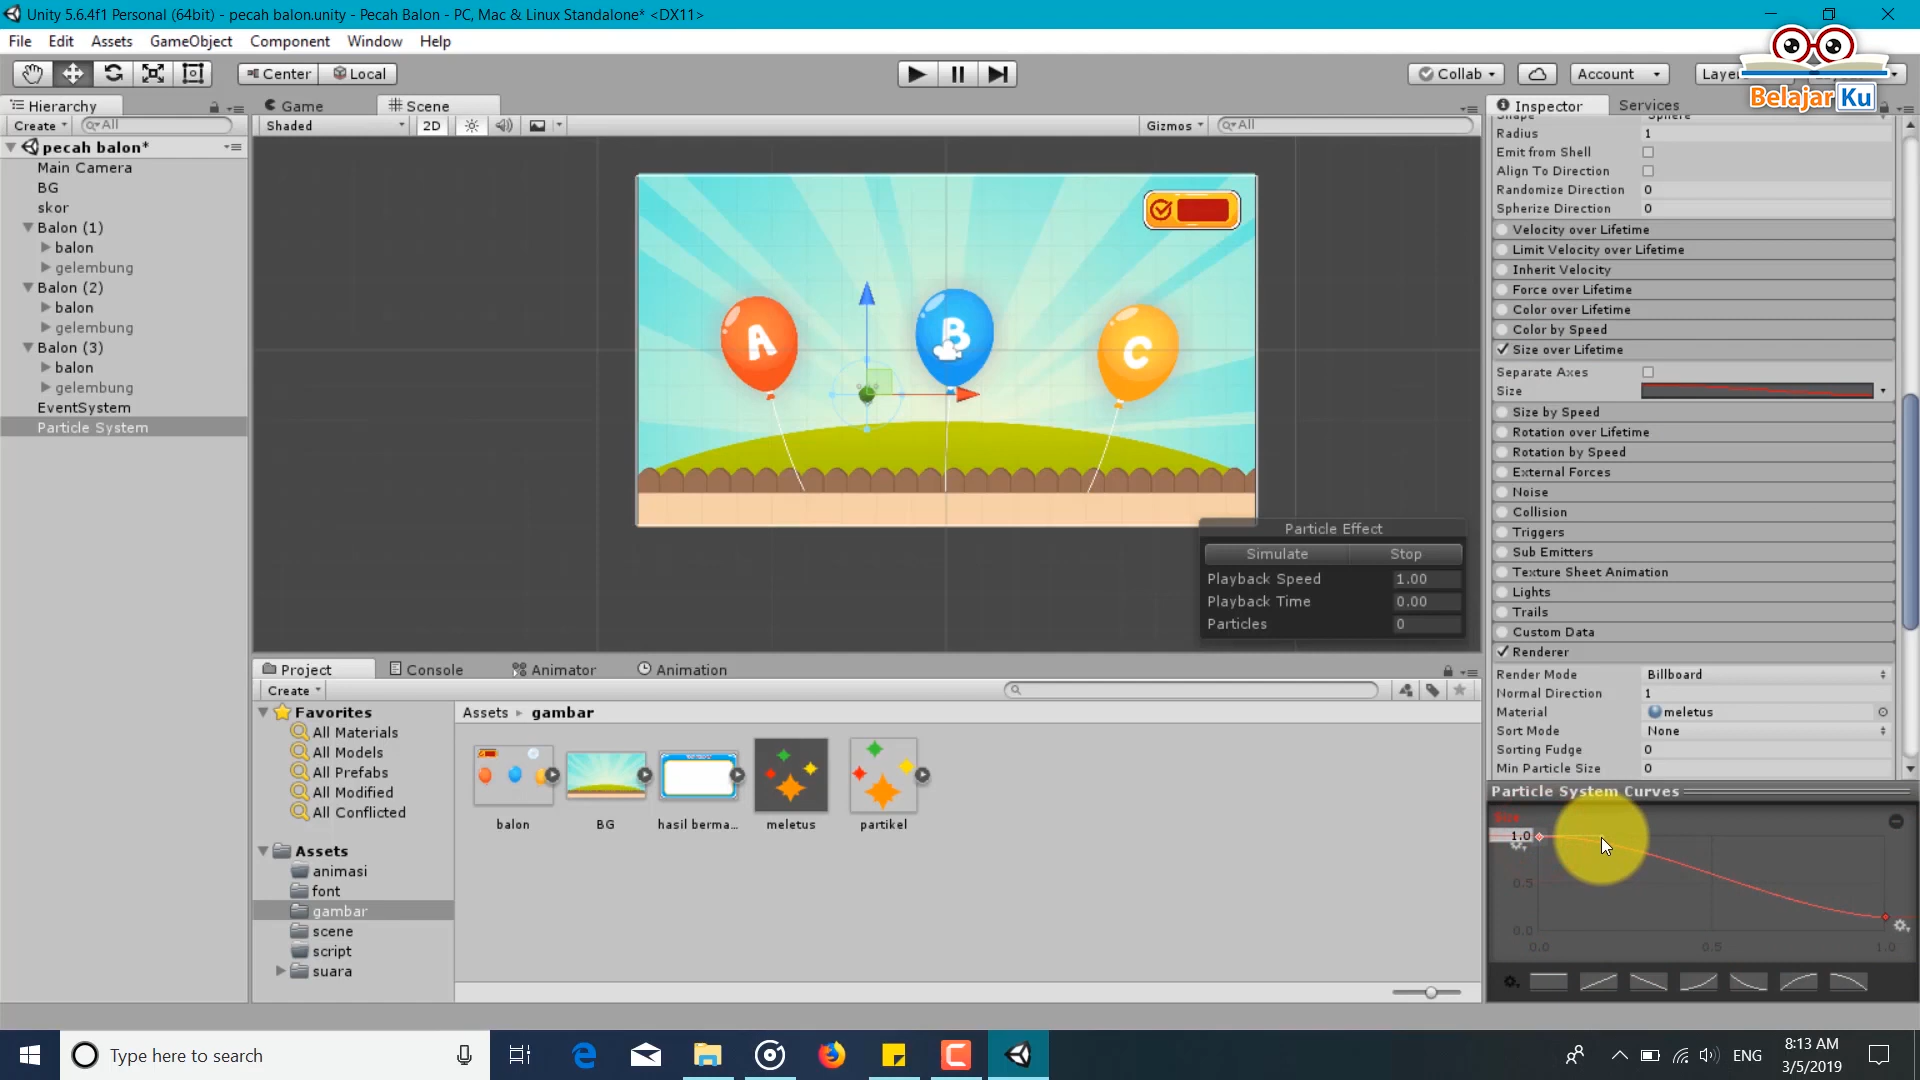 Unity 5.6.4f1 Personal (64bit) - pecah balon.unity - Pecah Balon - PC, Mac & Linux Standalone* <DX11>
File Edit Assets GameObject Component Window Help
Center Local
Collab Account Layers
Belajar Ku
Hierarchy
Create All
pecah balon*
Main Camera
BG
skor
Balon (1)
balon
gelembung
Balon (2)
balon
gelembung
Balon (3)
balon
gelembung
EventSystem
Particle System
Game Scene
Shaded 2D Gizmos All
A B C
Particle Effect
Simulate Stop
Playback Speed 1.00
Playback Time 0.00
Particles 0
Inspector Services
Shape Sphere
Radius 1
Emit from Shell
Align To Direction
Randomize Direction 0
Spherize Direction 0
Velocity over Lifetime
Limit Velocity over Lifetime
Inherit Velocity
Force over Lifetime
Color over Lifetime
Color by Speed
Size over Lifetime
Separate Axes
Size
Size by Speed
Rotation over Lifetime
Rotation by Speed
External Forces
Noise
Collision
Triggers
Sub Emitters
Texture Sheet Animation
Lights
Trails
Custom Data
Renderer
Render Mode Billboard
Normal Direction 1
Material meletus
Sort Mode None
Sorting Fudge 0
Min Particle Size 0
Particle System Curves
Size
1.0
0.5
0.0
0.0 0.5 1.0
Project Console Animator Animation
Create
Favorites
All Materials
All Models
All Prefabs
All Modified
All Conflicted
Assets
animasi
font
gambar
scene
script
suara
Assets gambar
balon BG hasil berma... meletus partikel
Type here to search
ENG
8:13 AM
3/5/2019